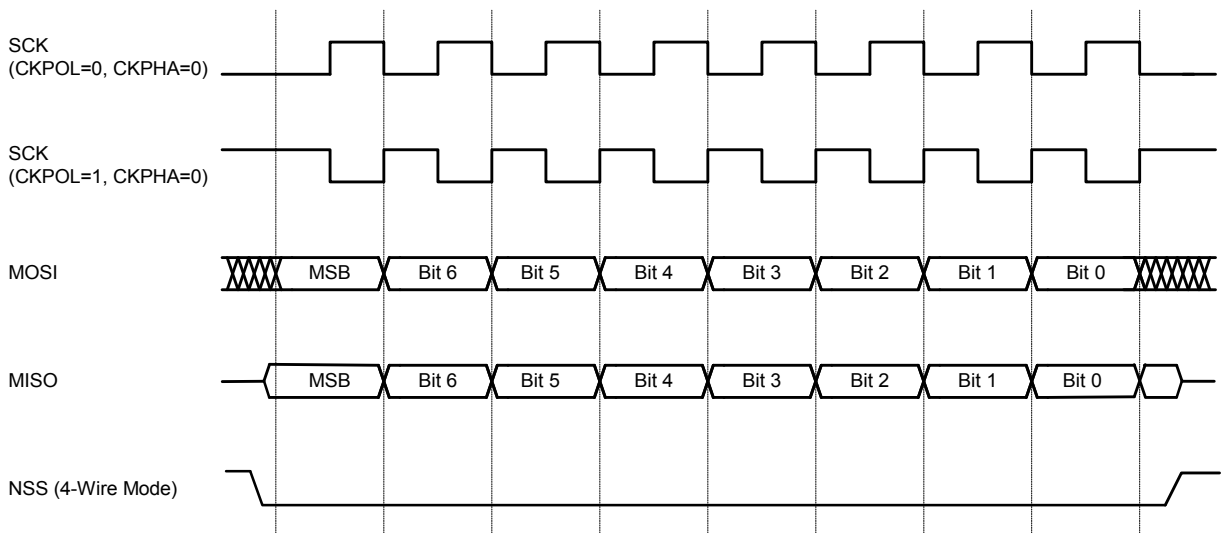 SCK
(CKPOL=0, CKPHA=0)
SCK
(CKPOL=1, CKPHA=0)
MOSI
MSB Bit 6 Bit 5 Bit 4 Bit 3 Bit 2 Bit 1 Bit 0
MISO
MSB Bit 6 Bit 5 Bit 4 Bit 3 Bit 2 Bit 1 Bit 0
NSS (4-Wire Mode)